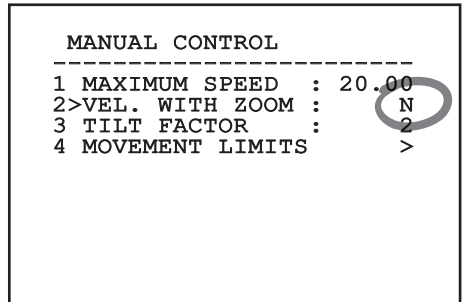 MANUAL CONTROL
--------------------------
1 MAXIMUM SPEED : 20.00
2>VEL. WITH ZOOM : N
3 TILT FACTOR : 2
4 MOVEMENT LIMITS >